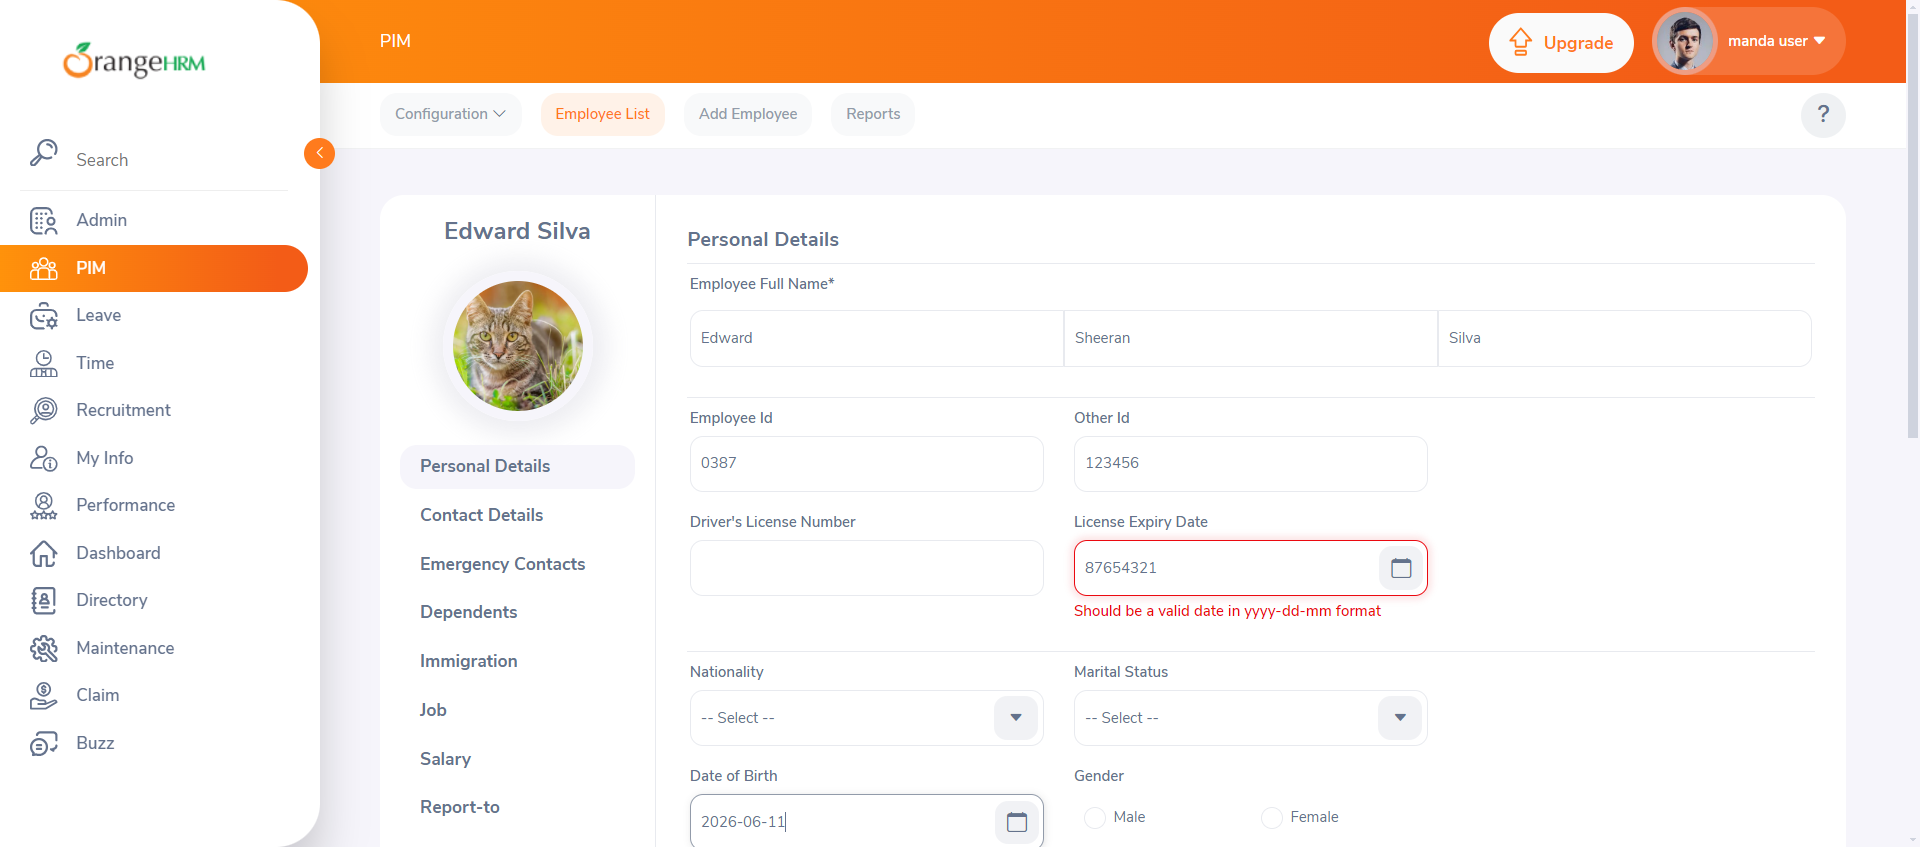 OrangeHRM
PIM
Upgrade
manda user
Configuration
Employee List
Add Employee
Reports
?
Search
Admin
PIM
Leave
Time
Recruitment
My Info
Performance
Dashboard
Directory
Maintenance
Claim
Buzz
Edward Silva
Personal Details
Contact Details
Emergency Contacts
Dependents
Immigration
Job
Salary
Report-to
Personal Details
Employee Full Name*
Edward Sheeran Silva
Employee Id Other Id
0387 123456
Driver's License Number License Expiry Date
87654321
Should be a valid date in yyyy-dd-mm format
Nationality Marital Status
-- Select -- -- Select --
Date of Birth Gender
2026-06-11 Male Female